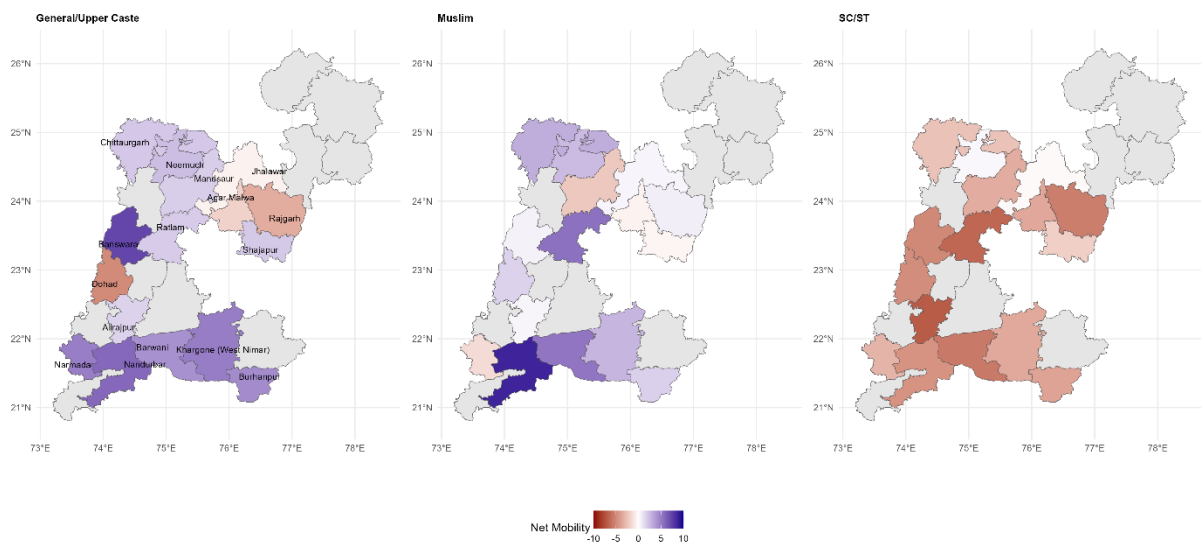 General/Upper Caste
Muslim
SC/ST
26°N
25°N
24°N
23°N
22°N
21°N
Chittaurgarh
Neemuch
Mandsaur
Jhalawar
Agar Malwa
Rajgarh
Ratlam
Banswara
Shajapur
Dohad
Alirajpur
Barwani
Khargone (West Nimar)
Narmada
Nandurbar
Burhanpur
73°E 74°E 75°E 76°E 77°E 78°E
26°N
25°N
24°N
23°N
22°N
21°N
73°E 74°E 75°E 76°E 77°E 78°E
26°N
25°N
24°N
23°N
22°N
21°N
73°E 74°E 75°E 76°E 77°E 78°E
Net Mobility
-10 -5 0 5 10